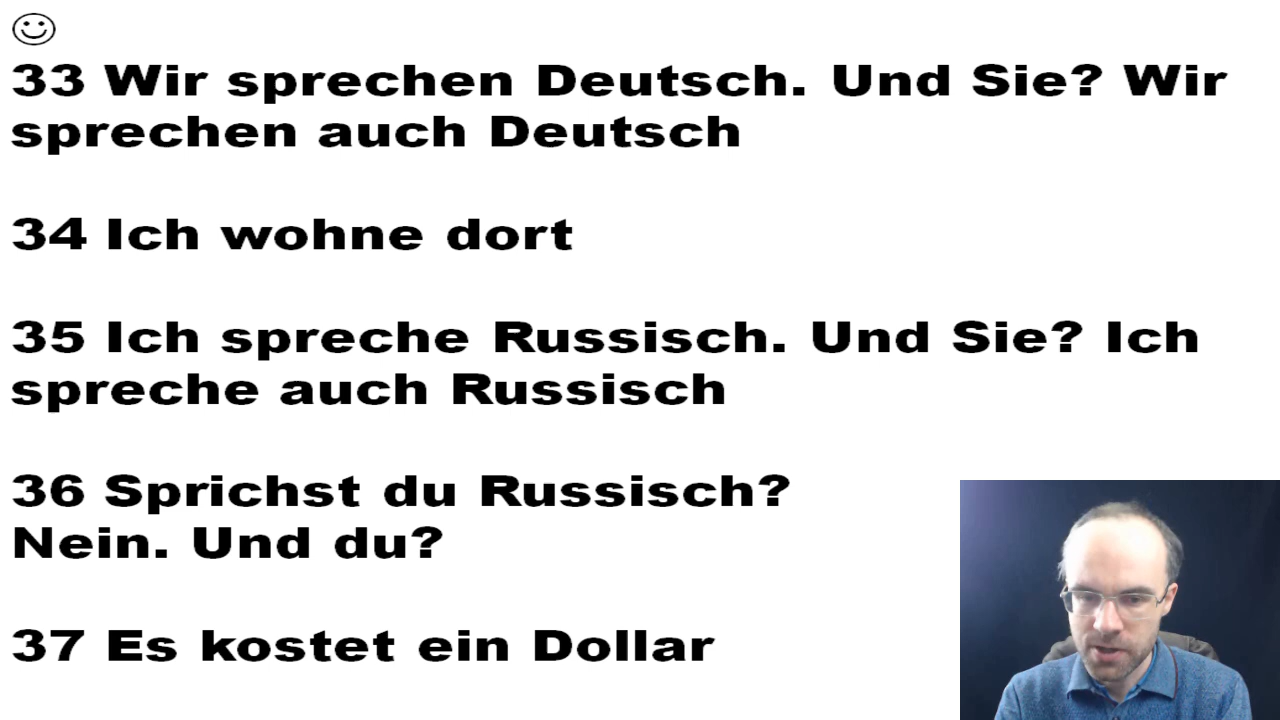 33 Wir sprechen Deutsch. Und Sie? Wir
sprechen auch Deutsch
34 Ich wohne dort
35 Ich spreche Russisch. Und Sie? Ich
spreche auch Russisch
36 Sprichst du Russisch?
Nein. Und du?
37 Es kostet ein Dollar